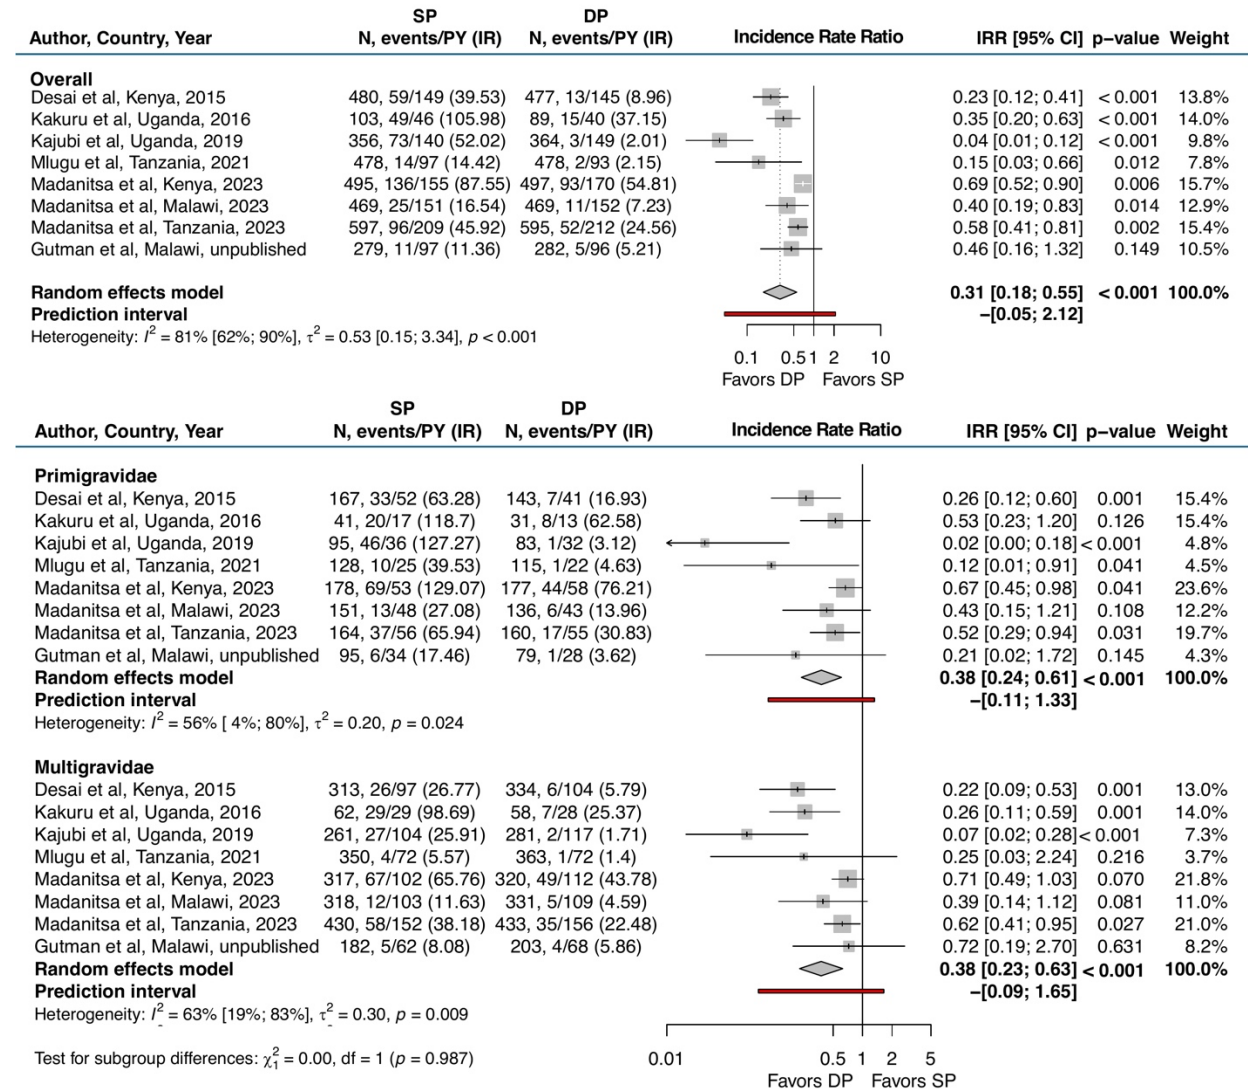 SP DP
Author, Country, Year N, events/PY (IR) N, events/PY (IR) Incidence Rate Ratio IRR [95% CI] p−value Weight
Overall
Desai et al, Kenya, 2015 480, 59/149 (39.53) 477, 13/145 (8.96) 0.23 [0.12; 0.41] < 0.001 13.8%
Kakuru et al, Uganda, 2016 103, 49/46 (105.98) 89, 15/40 (37.15) 0.35 [0.20; 0.63] < 0.001 14.0%
Kajubi et al, Uganda, 2019 356, 73/140 (52.02) 364, 3/149 (2.01) 0.04 [0.01; 0.12] < 0.001 9.8%
Mlugu et al, Tanzania, 2021 478, 14/97 (14.42) 478, 2/93 (2.15) 0.15 [0.03; 0.66] 0.012 7.8%
Madanitsa et al, Kenya, 2023 495, 136/155 (87.55) 497, 93/170 (54.81) 0.69 [0.52; 0.90] 0.006 15.7%
Madanitsa et al, Malawi, 2023 469, 25/151 (16.54) 469, 11/152 (7.23) 0.40 [0.19; 0.83] 0.014 12.9%
Madanitsa et al, Tanzania, 2023 597, 96/209 (45.92) 595, 52/212 (24.56) 0.58 [0.41; 0.81] 0.002 15.4%
Gutman et al, Malawi, unpublished 279, 11/97 (11.36) 282, 5/96 (5.21) 0.46 [0.16; 1.32] 0.149 10.5%
Random effects model 0.31 [0.18; 0.55] < 0.001 100.0%
Prediction interval −[0.05; 2.12]
Heterogeneity: I² = 81% [62%; 90%], τ² = 0.53 [0.15; 3.34], p < 0.001
0.1 0.5 1 2 10
Favors DP Favors SP
SP DP
Author, Country, Year N, events/PY (IR) N, events/PY (IR) Incidence Rate Ratio IRR [95% CI] p−value Weight
Primigravidae
Desai et al, Kenya, 2015 167, 33/52 (63.28) 143, 7/41 (16.93) 0.26 [0.12; 0.60] 0.001 15.4%
Kakuru et al, Uganda, 2016 41, 20/17 (118.7) 31, 8/13 (62.58) 0.53 [0.23; 1.20] 0.126 15.4%
Kajubi et al, Uganda, 2019 95, 46/36 (127.27) 83, 1/32 (3.12) 0.02 [0.00; 0.18] < 0.001 4.8%
Mlugu et al, Tanzania, 2021 128, 10/25 (39.53) 115, 1/22 (4.63) 0.12 [0.01; 0.91] 0.041 4.5%
Madanitsa et al, Kenya, 2023 178, 69/53 (129.07) 177, 44/58 (76.21) 0.67 [0.45; 0.98] 0.041 23.6%
Madanitsa et al, Malawi, 2023 151, 13/48 (27.08) 136, 6/43 (13.96) 0.43 [0.15; 1.21] 0.108 12.2%
Madanitsa et al, Tanzania, 2023 164, 37/56 (65.94) 160, 17/55 (30.83) 0.52 [0.29; 0.94] 0.031 19.7%
Gutman et al, Malawi, unpublished 95, 6/34 (17.46) 79, 1/28 (3.62) 0.21 [0.02; 1.72] 0.145 4.3%
Random effects model 0.38 [0.24; 0.61] < 0.001 100.0%
Prediction interval −[0.11; 1.33]
Heterogeneity: I² = 56% [ 4%; 80%], τ² = 0.20, p = 0.024
Multigravidae
Desai et al, Kenya, 2015 313, 26/97 (26.77) 334, 6/104 (5.79) 0.22 [0.09; 0.53] 0.001 13.0%
Kakuru et al, Uganda, 2016 62, 29/29 (98.69) 58, 7/28 (25.37) 0.26 [0.11; 0.59] 0.001 14.0%
Kajubi et al, Uganda, 2019 261, 27/104 (25.91) 281, 2/117 (1.71) 0.07 [0.02; 0.28] < 0.001 7.3%
Mlugu et al, Tanzania, 2021 350, 4/72 (5.57) 363, 1/72 (1.4) 0.25 [0.03; 2.24] 0.216 3.7%
Madanitsa et al, Kenya, 2023 317, 67/102 (65.76) 320, 49/112 (43.78) 0.71 [0.49; 1.03] 0.070 21.8%
Madanitsa et al, Malawi, 2023 318, 12/103 (11.63) 331, 5/109 (4.59) 0.39 [0.14; 1.12] 0.081 11.0%
Madanitsa et al, Tanzania, 2023 430, 58/152 (38.18) 433, 35/156 (22.48) 0.62 [0.41; 0.95] 0.027 21.0%
Gutman et al, Malawi, unpublished 182, 5/62 (8.08) 203, 4/68 (5.86) 0.72 [0.19; 2.70] 0.631 8.2%
Random effects model 0.38 [0.23; 0.63] < 0.001 100.0%
Prediction interval −[0.09; 1.65]
Heterogeneity: I² = 63% [19%; 83%], τ² = 0.30, p = 0.009
Test for subgroup differences: χ₁² = 0.00, df = 1 (p = 0.987)
0.01 0.5 1 2 5
Favors DP Favors SP